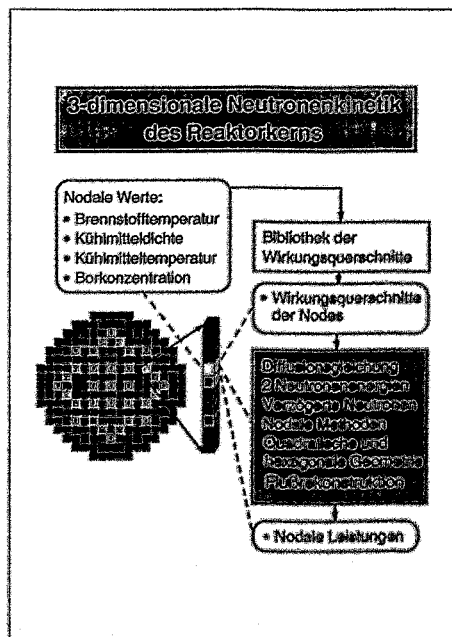 3-dimensionale Neutronenkinetik
des Reaktorkerns
Nodale Werte:
* Brennstofftemperatur
* Kühlmitteldichte
* Kühlmitteltemperatur
* Borkonzentration
Bibliothek der
Wirkungsquerschnitte
* Wirkungsquerschnitte
der Nodes
Diffusionsgleichung
2 Neutronenenergien
Verzögerte Neutronen
Nodale Methoden
Quadratische und
hexagonale Geometrie
Flußrekonstruktion
* Nodale Leistungen